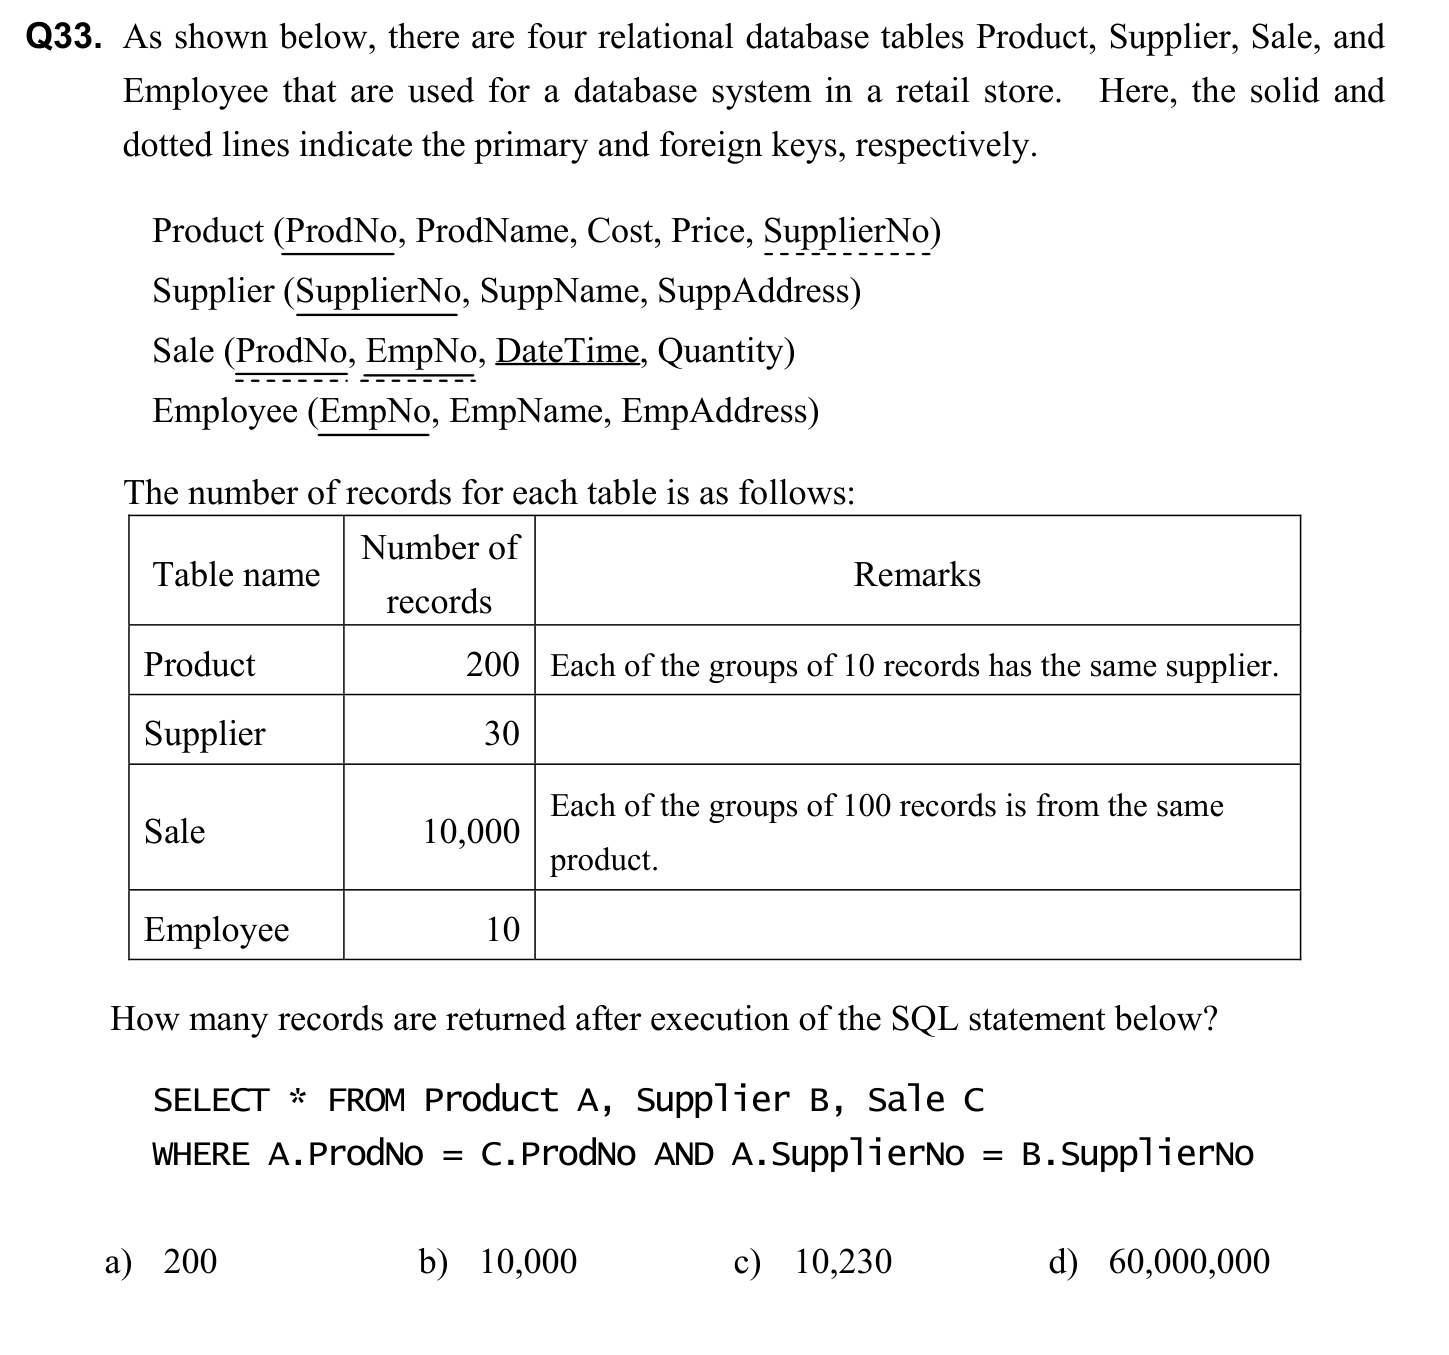 Q33. As shown below, there are four relational database tables Product, Supplier, Sale, and
Employee that are used for a database system in a retail store. Here, the solid and
dotted lines indicate the primary and foreign keys, respectively.
Product (ProdNo, ProdName, Cost, Price, SupplierNo)
Supplier (SupplierNo, SuppName, SuppAddress)
Sale (ProdNo, EmpNo, DateTime, Quantity)
Employee (EmpNo, EmpName, EmpAddress)
The number of records for each table is as follows:
Table name Number of records Remarks
Product 200 Each of the groups of 10 records has the same supplier.
Supplier 30
Sale 10,000 Each of the groups of 100 records is from the same
product.
Employee 10
How many records are returned after execution of the SQL statement below?
SELECT * FROM Product A, Supplier B, Sale C
WHERE A.ProdNo = C.ProdNo AND A.SupplierNo = B.SupplierNo
a) 200 b) 10,000 c) 10,230 d) 60,000,000